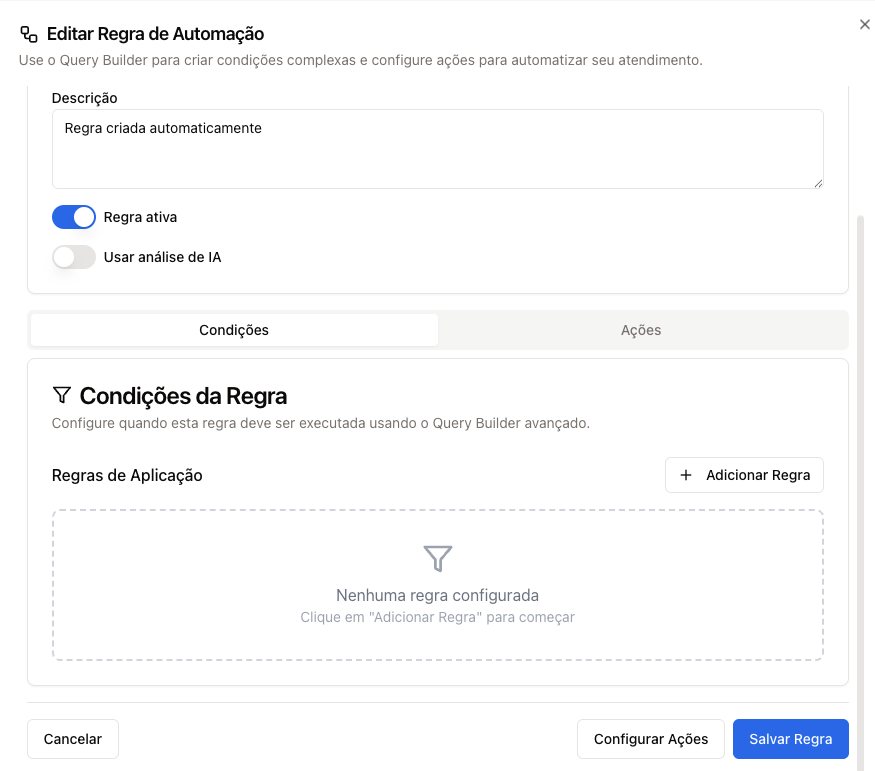 Editar Regra de Automação
Use o Query Builder para criar condições complexas e configure ações para automatizar seu atendimento.
Descrição
Regra criada automaticamente
Regra ativa
Usar análise de IA
Condições
Ações
Condições da Regra
Configure quando esta regra deve ser executada usando o Query Builder avançado.
Regras de Aplicação
Adicionar Regra
Nenhuma regra configurada
Clique em "Adicionar Regra" para começar
Cancelar
Configurar Ações
Salvar Regra